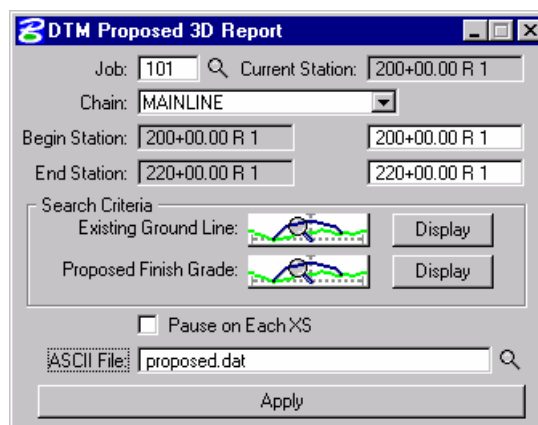 DTM Proposed 3D Report
Job: 101 Current Station: 200+00.00 R 1
Chain: MAINLINE
Begin Station: 200+00.00 R 1 200+00.00 R 1
End Station: 220+00.00 R 1 220+00.00 R 1
Search Criteria
Existing Ground Line: Display
Proposed Finish Grade: Display
Pause on Each XS
ASCII File: proposed.dat
Apply